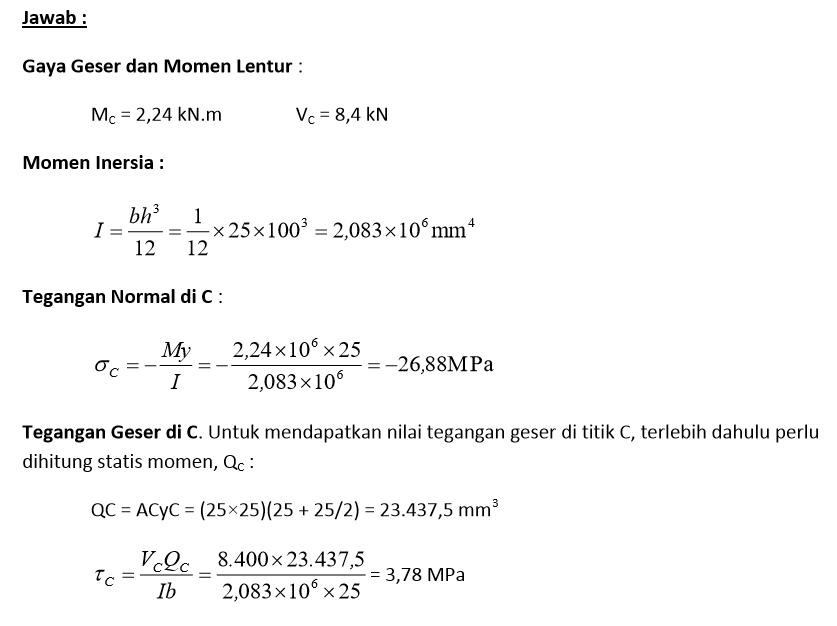 Jawab :
Gaya Geser dan Momen Lentur :
M_C = 2,24 kN.m V_C = 8,4 kN
Momen Inersia :
I = bh³/12 = 1/12 × 25 × 100³ = 2,083 × 10⁶ mm⁴
Tegangan Normal di C :
σ_C = − My/I = − (2,24 × 10⁶ × 25)/(2,083 × 10⁶) = −26,88MPa
Tegangan Geser di C. Untuk mendapatkan nilai tegangan geser di titik C, terlebih dahulu perlu
dihitung statis momen, Q_C :
QC = ACyC = (25×25)(25 + 25/2) = 23.437,5 mm³
τ_C = V_cQ_c/Ib = (8.400 × 23.437,5)/(2,083 × 10⁶ × 25) = 3,78 MPa